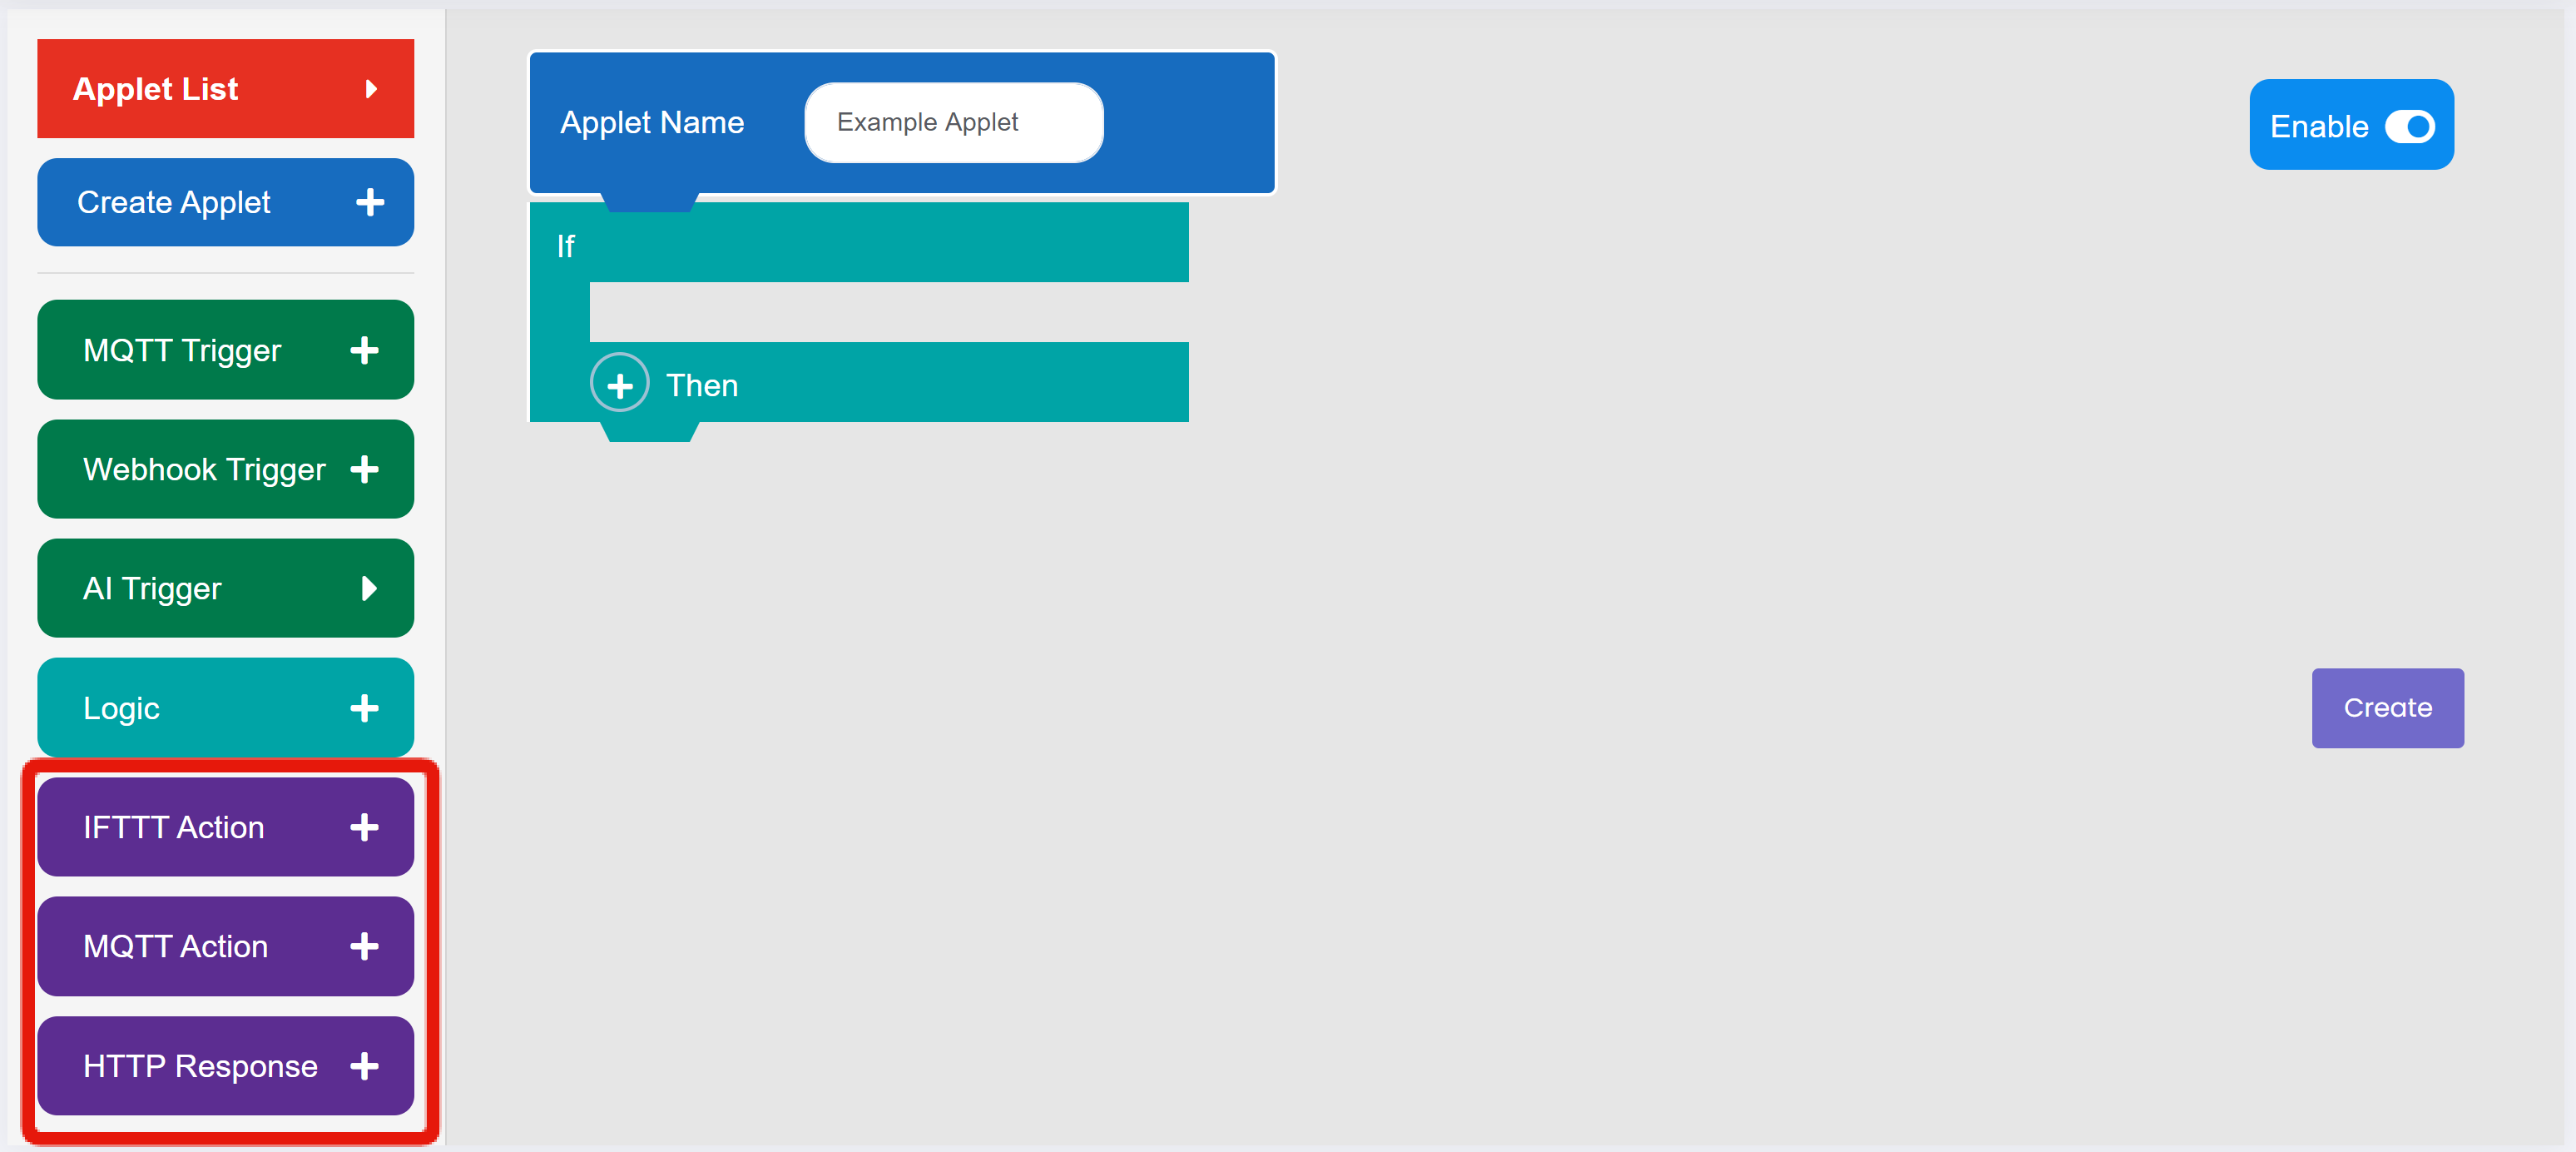 Applet List
Create Applet
MQTT Trigger
Webhook Trigger
AI Trigger
Logic
IFTTT Action
MQTT Action
HTTP Response
Applet Name
Example Applet
If
Then
Enable
Create